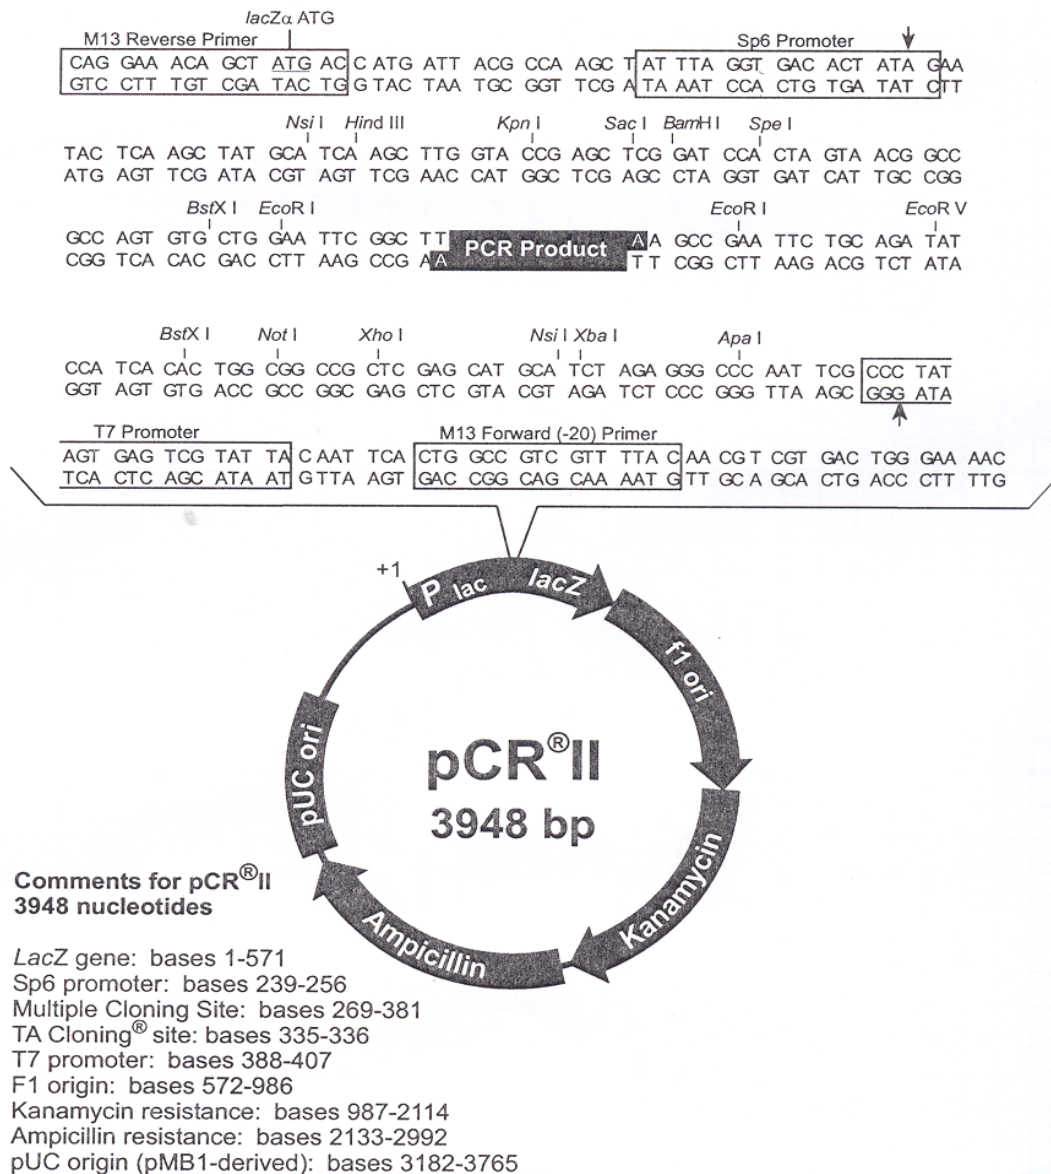 lacZα ATG
M13 Reverse Primer
Sp6 Promoter
CAG GAA ACA GCT ATG AC C ATG ATT ACG CCA AGC T AT TTA GGT GAC ACT ATA G AA
GTC CTT TGT CGA TAC TG G TAC TAA TGC GGT TCG A TA AAT CCA CTG TGA TAT C TT
Nsi I Hind III Kpn I Sac I BamH I Spe I
TAC TCA AGC TAT GCA TCA AGC TTG GTA CCG AGC TCG GAT CCA CTA GTA ACG GCC
ATG AGT TCG ATA CGT AGT TCG AAC CAT GGC TCG AGC CTA GGT GAT CAT TGC CGG
BstX I EcoR I EcoR I EcoR V
GCC AGT GTG CTG GAA TTC GGC TT PCR Product A A GCC GAA TTC TGC AGA TAT
CGG TCA CAC GAC CTT AAG CCG A A T T CGG CTT AAG ACG TCT ATA
BstX I Not I Xho I Nsi I Xba I Apa I
CCA TCA CAC TGG CGG CCG CTC GAG CAT GCA TCT AGA GGG CCC AAT TCG CCC TAT
GGT AGT GTG ACC GCC GGC GAG CTC GTA CGT AGA TCT CCC GGG TTA AGC GGG ATA
T7 Promoter M13 Forward (-20) Primer
AGT GAG TCG TAT TA C AAT TCA CTG GCC GTC GTT TTA C AA CGT CGT GAC TGG GAA AAC
TCA CTC AGC ATA AT G TTA AGT GAC CGG CAG CAA AAT G TT GCA GCA CTG ACC CTT TTG
+1
P lac
lacZ
f1 ori
Kanamycin
Ampicillin
pUC ori
pCR®II
3948 bp
Comments for pCR®II
3948 nucleotides
LacZ gene: bases 1-571
Sp6 promoter: bases 239-256
Multiple Cloning Site: bases 269-381
TA Cloning® site: bases 335-336
T7 promoter: bases 388-407
F1 origin: bases 572-986
Kanamycin resistance: bases 987-2114
Ampicillin resistance: bases 2133-2992
pUC origin (pMB1-derived): bases 3182-3765